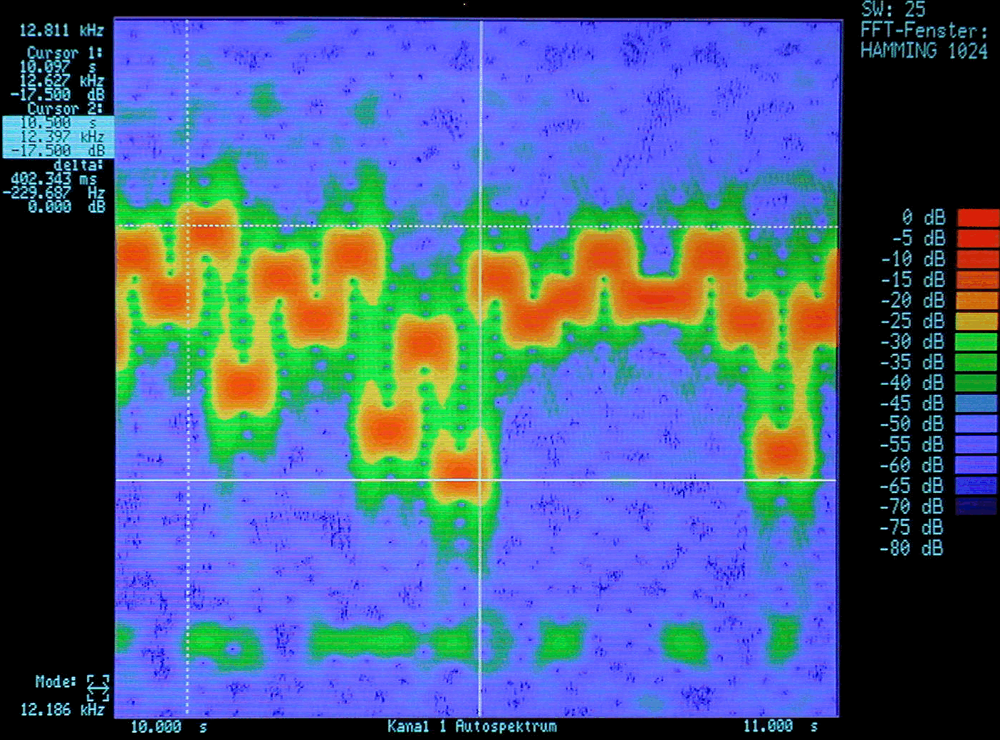 SW: 25
FFT-Fenster:
HAMMING 1024
12.811 kHz
Cursor 1:
10.097 s
12.627 kHz
-17.500 dB
Cursor 2:
10.500 s
12.397 kHz
-17.500 dB
delta:
402.343 ms
-229.687 Hz
0.000 dB
0 dB
-5 dB
-10 dB
-15 dB
-20 dB
-25 dB
-30 dB
-35 dB
-40 dB
-45 dB
-50 dB
-55 dB
-60 dB
-65 dB
-70 dB
-75 dB
-80 dB
Mode:
12.186 kHz
10.000 s
Kanal 1 Autospektrum
11.000 s